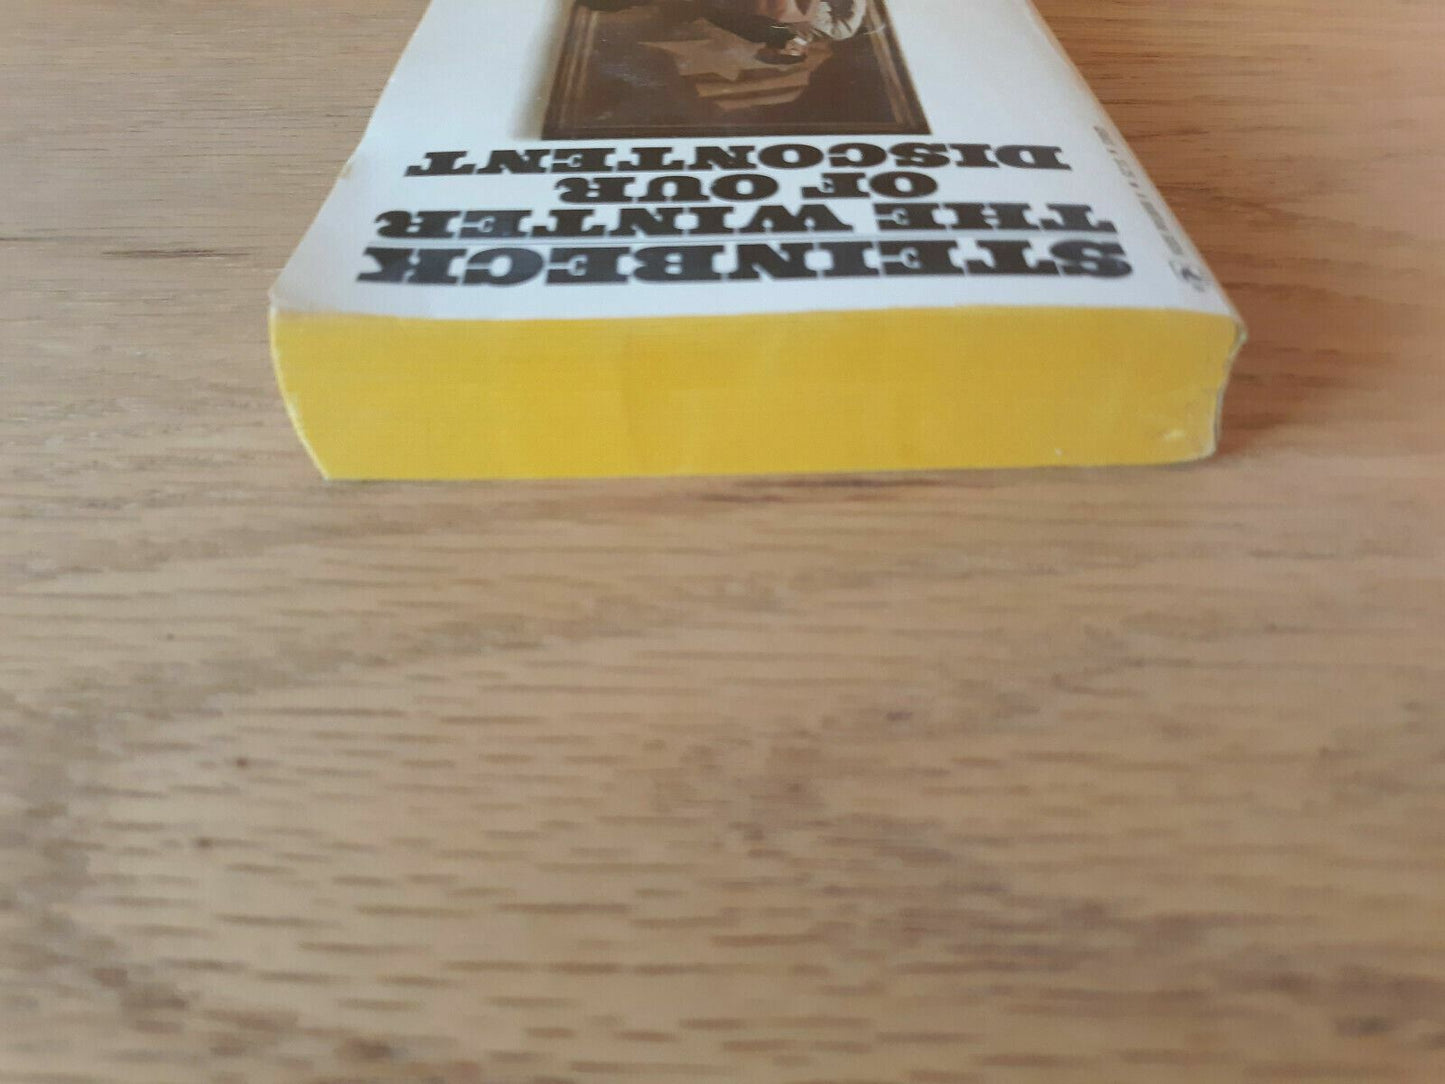 STEINBECK
THE WINTER
OF OUR
DISCONTENT